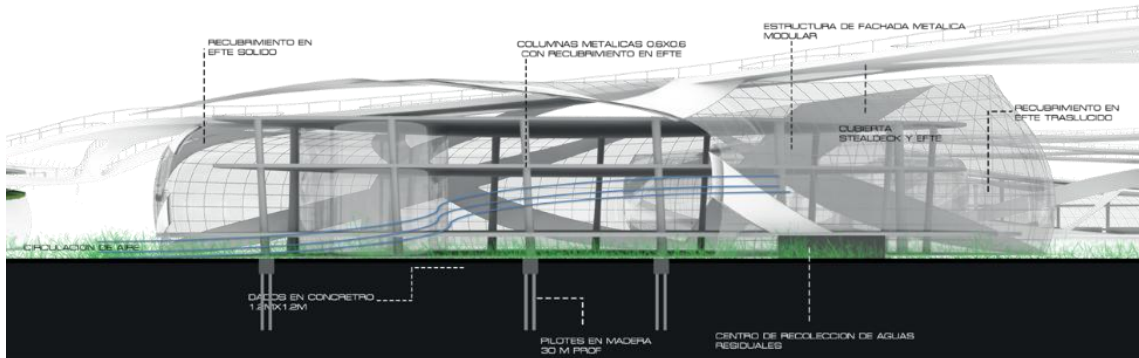 RECUBRIMIENTO EN
EFTE SOLIDO
COLUMNAS METALICAS 0.6X0.6
CON RECUBRIMIENTO EN EFTE
ESTRUCTURA DE FACHADA METALICA
MODULAR
RECUBRIMIENTO EN
EFTE TRASLUCIDO
CUBIERTA
STEALDECK Y EFTE
CIRCULACION DE AIRE
DADOS EN CONCRETRO
1.2MX1.2M
PILOTES EN MADERA
30 M PROF
CENTRO DE RECOLECCION DE AGUAS
RESIDUALES